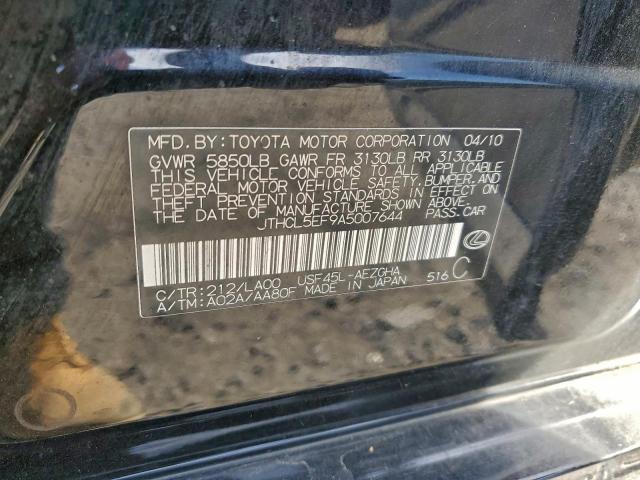 MFD. BY: TOYOTA MOTOR CORPORATION 04/10
GVWR 5850LB GAWR FR 3130LB RR 3130LB
THIS VEHICLE CONFORMS TO ALL APPLICABLE
FEDERAL MOTOR VEHICLE SAFETY, BUMPER, AND
THEFT PREVENTION STANDARDS IN EFFECT ON
THE DATE OF MANUFACTURE SHOWN ABOVE.
JTHCL5EF9A5007644 PASS.CAR
C/TR: 212/LA00 USF45L-AEZGHA
A/TM: A02A/AA80F MADE IN JAPAN 516 C